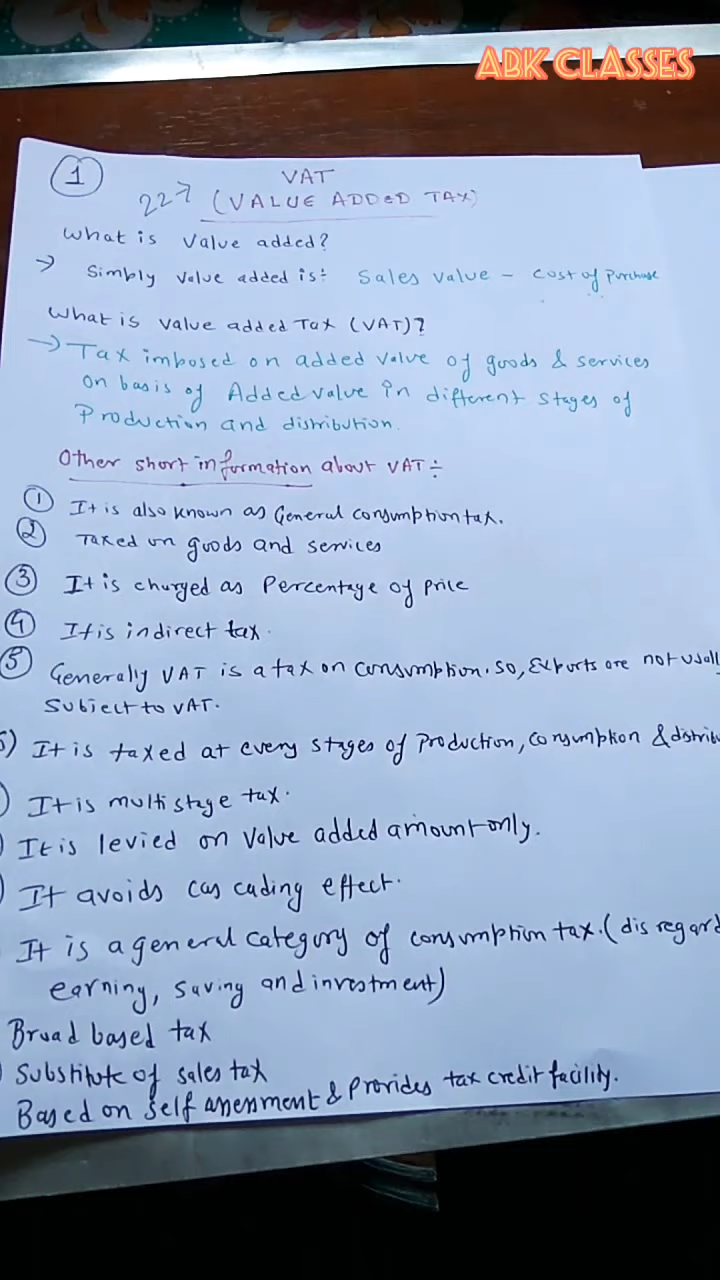 ABK CLASSES
1
VAT
227 (VALUE ADDED TAX)
What is Value added?
→ Simply value added is:- Sales value - cost of Purchase
What is value added Tax (VAT)?
→ Tax imbosed on added value of goods & services
on basis of Added value in different stages of
Production and distribution.
Other short information about VAT:-
1 It is also known as General consumption tax.
2 Taxed on goods and services
3 It is charged as Percentage of price
4 It is indirect tax.
5 Generally VAT is a tax on consumption. so, Exports are not usall
Subject to VAT.
) It is taxed at every stages of Production, consumption & distribu
) It is multistage tax.
) It is levied on value added amount only.
) It avoids cascading effect.
It is a general category of consumption tax. (disregard
earning, saving and investment)
Broad based tax
Substitute of sales tax
Based on Self assenment & Provides tax credit facility.